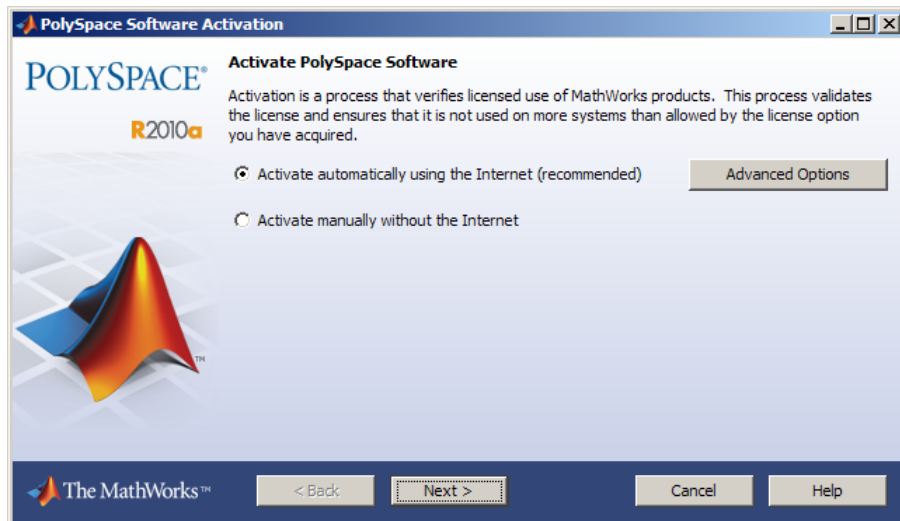 PolySpace Software Activation
POLYSPACE®
R2010a
Activate PolySpace Software
Activation is a process that verifies licensed use of MathWorks products. This process validates
the license and ensures that it is not used on more systems than allowed by the license option
you have acquired.
Activate automatically using the Internet (recommended)
Advanced Options
Activate manually without the Internet
TM
The MathWorks™
< Back
Next >
Cancel
Help